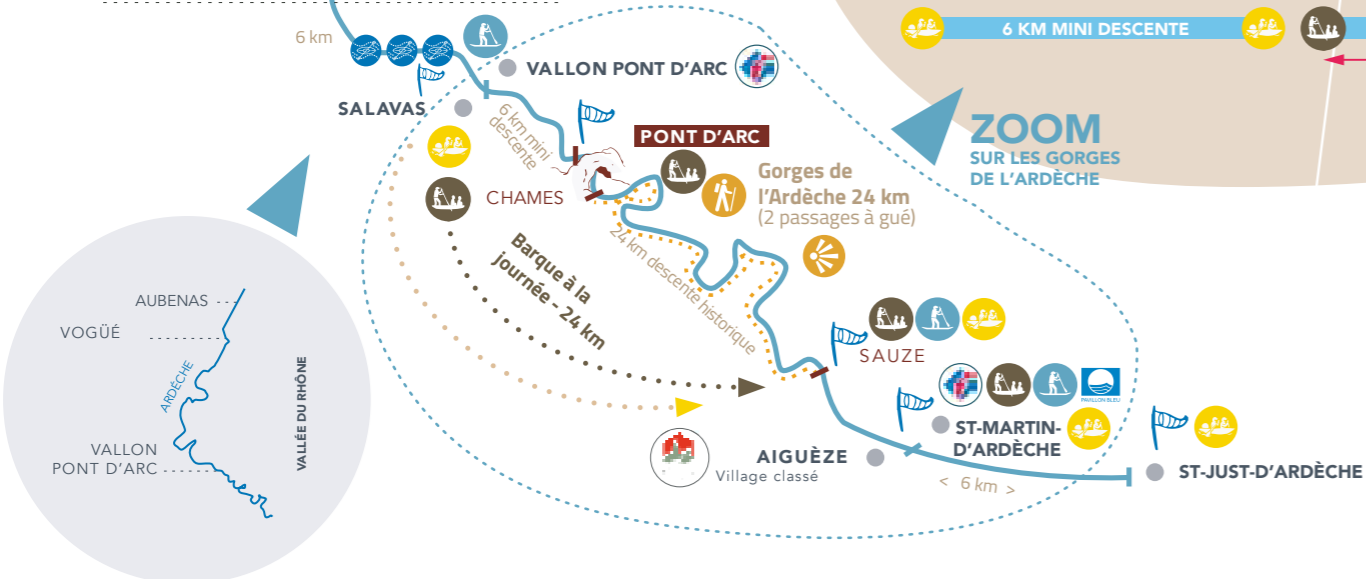 6 KM MINI DESCENTE
6 km
VALLON PONT D'ARC
SALAVAS
6 km mini
descente
PONT D'ARC
ZOOM
SUR LES GORGES
DE L'ARDÈCHE
CHAMES
Gorges de
l'Ardèche 24 km
(2 passages à gué)
24 km descente historique
Barque à la
journée - 24 km
AUBENAS
VOGÜÉ
ARDÈCHE
VALLÉE DU RHÔNE
VALLON
PONT D'ARC
SAUZE
PAVILLON BLEU
ST-MARTIN-
D'ARDÈCHE
AIGUÈZE
Village classé
< 6 km >
ST-JUST-D'ARDÈCHE